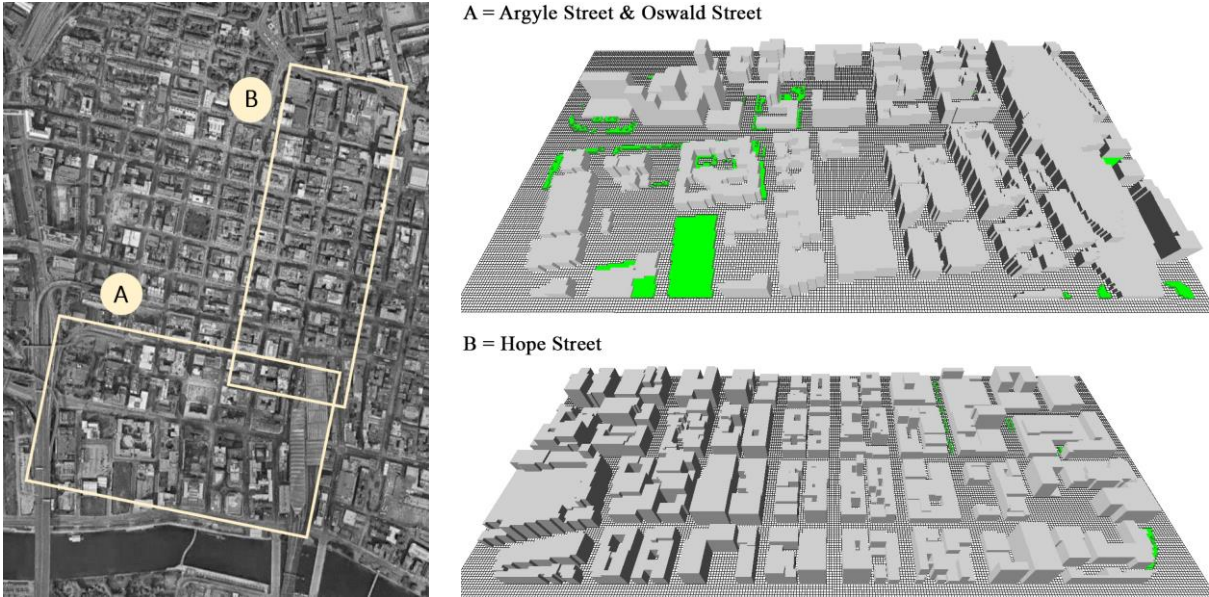 A = Argyle Street & Oswald Street
B
A
B = Hope Street